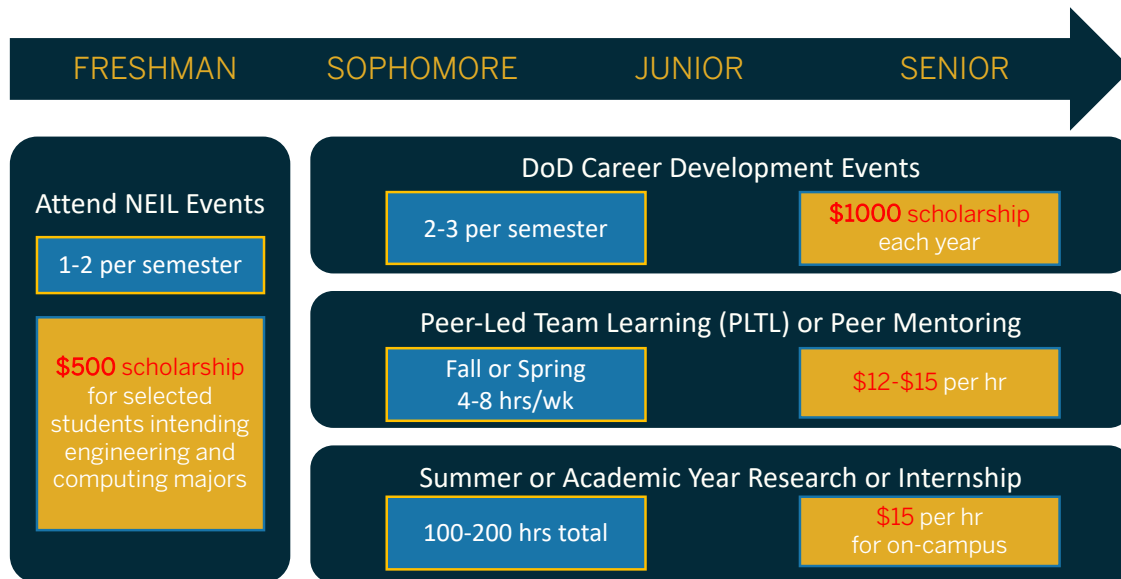 FRESHMAN SOPHOMORE JUNIOR SENIOR
Attend NEIL Events
1-2 per semester
$500 scholarship
for selected
students intending
engineering and
computing majors
DoD Career Development Events
2-3 per semester
$1000 scholarship
each year
Peer-Led Team Learning (PLTL) or Peer Mentoring
Fall or Spring
4-8 hrs/wk
$12-$15 per hr
Summer or Academic Year Research or Internship
100-200 hrs total
$15 per hr
for on-campus